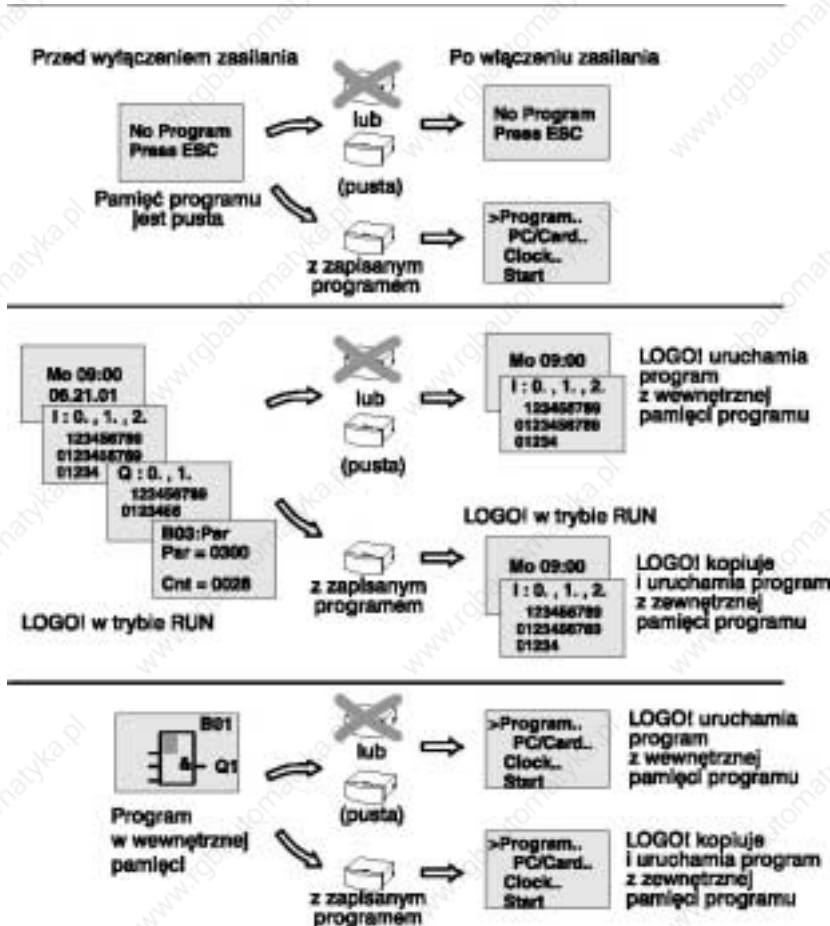 Przed wyłączeniem zasilania
Po włączeniu zasilania
No Program
Press ESC
Pamięć programu
jest pusta
lub
(pusta)
No Program
Press ESC
z zapisanym
programem
>Program..
PC/Card..
Clock..
Start
Mo 09:00
06.21.01
I : 0. , 1. , 2.
123456789
0123456789
01234
Q : 0. , 1.
123456789
0123456
B03:Par
Par = 0300
Cnt = 0028
LOGO! w trybie RUN
lub
(pusta)
Mo 09:00
I : 0. , 1. , 2.
123456789
0123456789
01234
LOGO! uruchamia
program
z wewnętrznej
pamięci programu
LOGO! w trybie RUN
z zapisanym
programem
Mo 09:00
I : 0. , 1. , 2.
123456789
0123456789
01234
LOGO! kopiuje
i uruchamia program
z zewnętrznej
pamięci programu
B01
&
Q1
Program
w wewnętrznej
pamięci
lub
(pusta)
>Program..
PC/Card..
Clock..
Start
LOGO! uruchamia
program
z wewnętrznej
pamięci programu
z zapisanym
programem
>Program..
PC/Card..
Clock..
Start
LOGO! kopiuje
i uruchamia program
z zewnętrznej
pamięci programu
www.rgbautomatyka.pl